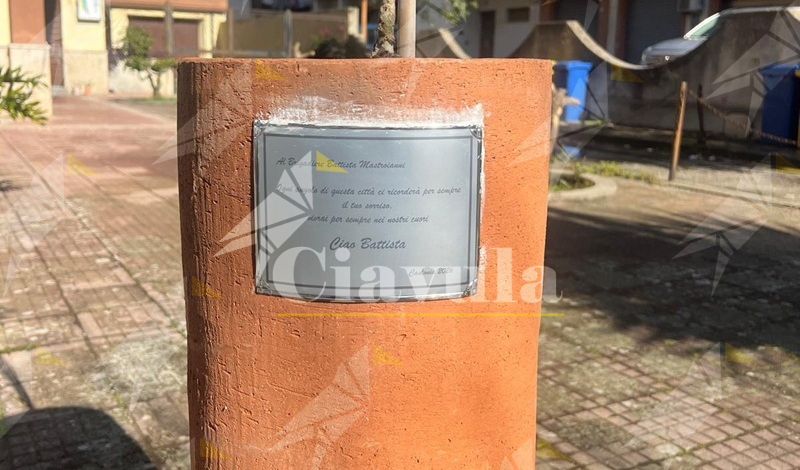 Al Brigadiere Battista Mastroianni
Ogni angolo di questa città ci ricorderà per sempre
il tuo sorriso.
per sempre nei nostri cuori
Ciao Battista
Caulonia
Ciavula